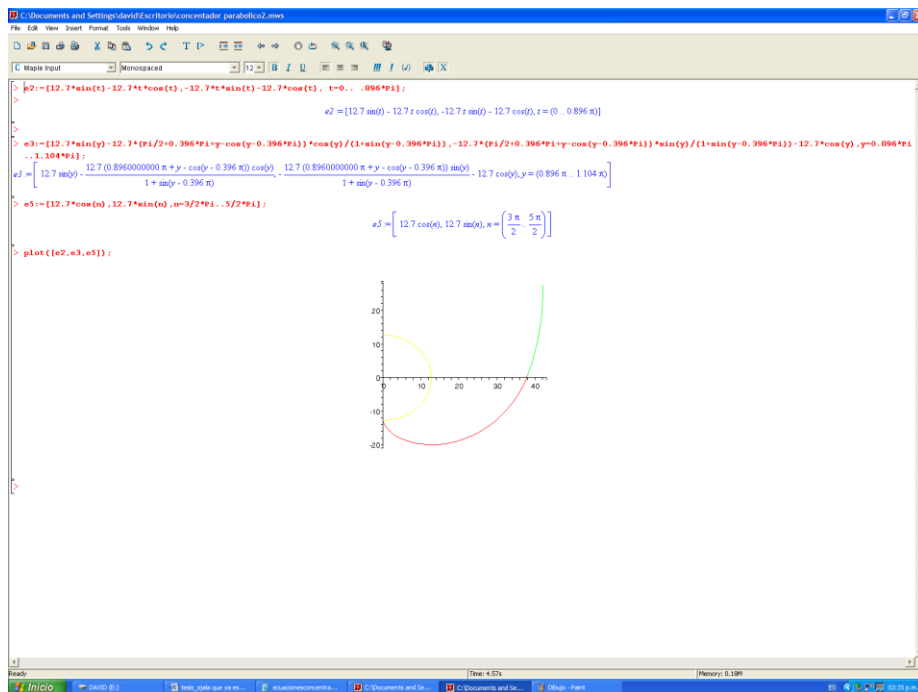 C:\Documents and Settings\david\Escritorio\concentador parabolico2.mws
File Edit View Insert Format Tools Window Help
T
C Maple Input Monospaced 12 B I U
> e2:=[12.7*sin(t)-12.7*t*cos(t),-12.7*t*sin(t)-12.7*cos(t), t=0.. .896*Pi];
>
e2 := [12.7 sin(t) - 12.7 t cos(t), -12.7 t sin(t) - 12.7 cos(t), t = (0 .. 0.896 π)]
>
> e3:=[12.7*sin(y)-12.7*(Pi/2+0.396*Pi+y-cos(y-0.396*Pi))*cos(y)/(1+sin(y-0.396*Pi)),-12.7*(Pi/2+0.396*Pi+y-cos(y-0.396*Pi))*sin(y)/(1+sin(y-0.396*Pi))-12.7*cos(y),y=0.896*Pi
..1.104*Pi];
e3 := [12.7 sin(y) - 12.7 (0.8960000000 π + y - cos(y - 0.396 π)) cos(y) / 1 + sin(y - 0.396 π), - 12.7 (0.8960000000 π + y - cos(y - 0.396 π)) sin(y) / 1 + sin(y - 0.396 π) - 12.7 cos(y), y = (0.896 π .. 1.104 π)]
> e5:=[12.7*cos(n),12.7*sin(n),n=3/2*Pi..5/2*Pi];
e5 := [12.7 cos(n), 12.7 sin(n), n = (3 π / 2 .. 5 π / 2)]
> plot([e2,e3,e5]);
20
10
0
0 10 20 30 40
-10
-20
>
Ready Time: 4.57s Memory: 0.18M
Inicio DAVID (E:) tesis_ojala que ya es... ecuacionesconcentra... C:\Documents and Se... C:\Documents and Se... Dibujo - Paint ES 02:35 p.m.